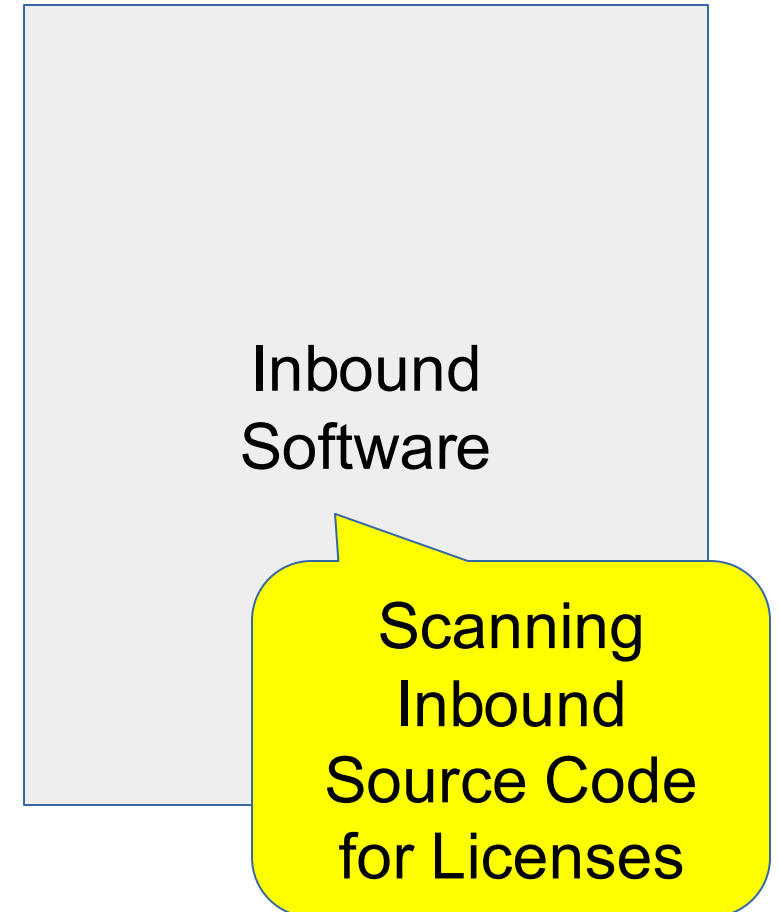 Inbound
Software
Scanning
Inbound
Source Code
for Licenses